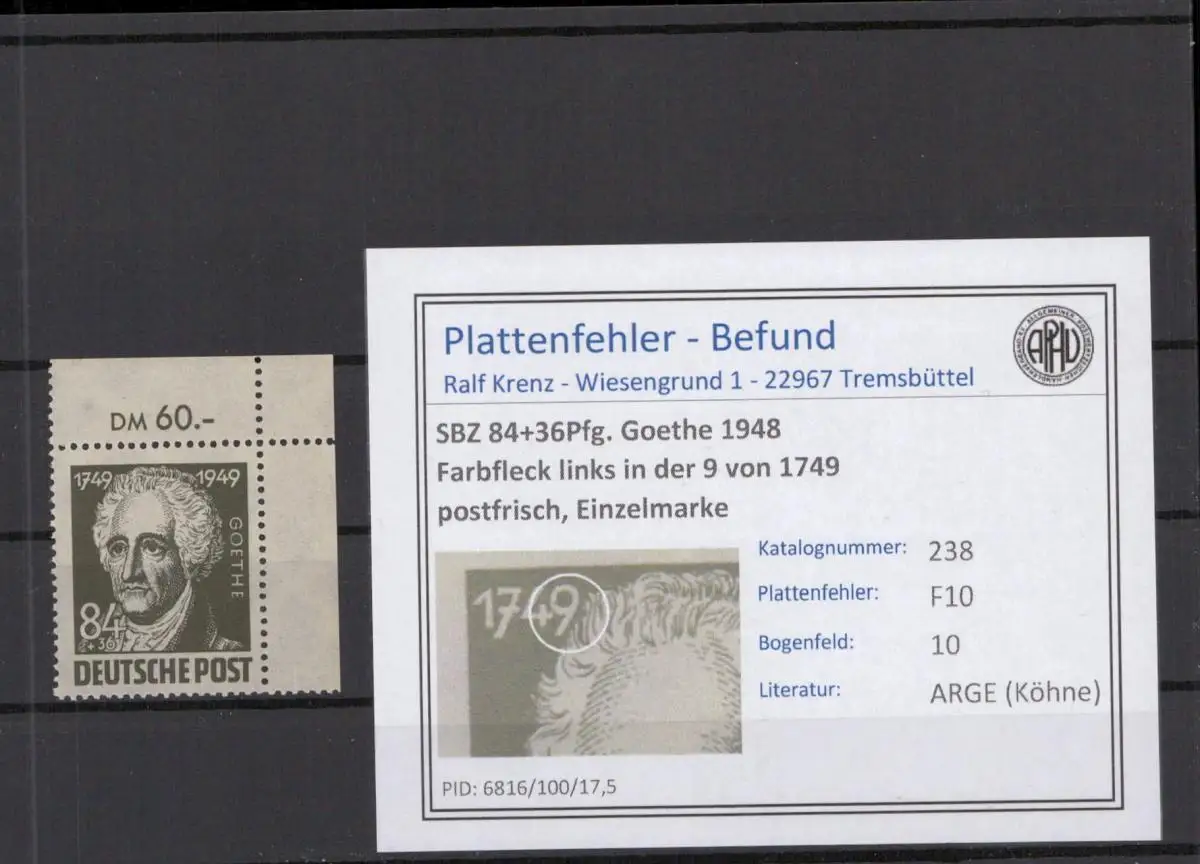 DM 60.-
1749 1949
GOETHE
84
+36
DEUTSCHE POST
Plattenfehler - Befund
Ralf Krenz - Wiesengrund 1 - 22967 Tremsbüttel
APHV
SBZ 84+36Pfg. Goethe 1948
Farbfleck links in der 9 von 1749
postfrisch, Einzelmarke
1749
Katalognummer: 238
Plattenfehler: F10
Bogenfeld: 10
Literatur: ARGE (Köhne)
PID: 6816/100/17,5